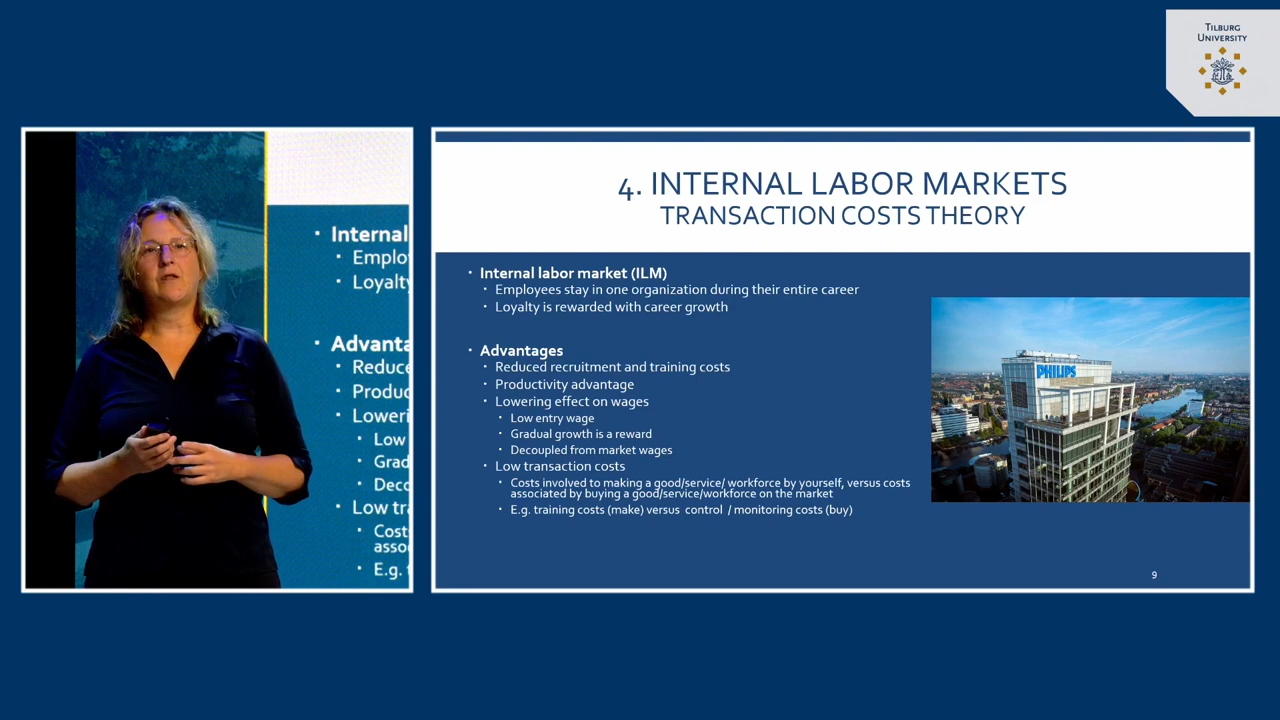 TILBURG
UNIVERSITY
Internal
Emplo
Loyalty
Advanta
Reduce
Produc
Loweri
Low
Grad
Deco
Low tra
Cost
asso
E.g. t
4. INTERNAL LABOR MARKETS
TRANSACTION COSTS THEORY
Internal labor market (ILM)
Employees stay in one organization during their entire career
Loyalty is rewarded with career growth
Advantages
Reduced recruitment and training costs
Productivity advantage
Lowering effect on wages
Low entry wage
Gradual growth is a reward
Decoupled from market wages
Low transaction costs
Costs involved to making a good/service/ workforce by yourself, versus costs
associated by buying a good/service/workforce on the market
E.g. training costs (make) versus control / monitoring costs (buy)
PHILIPS
9